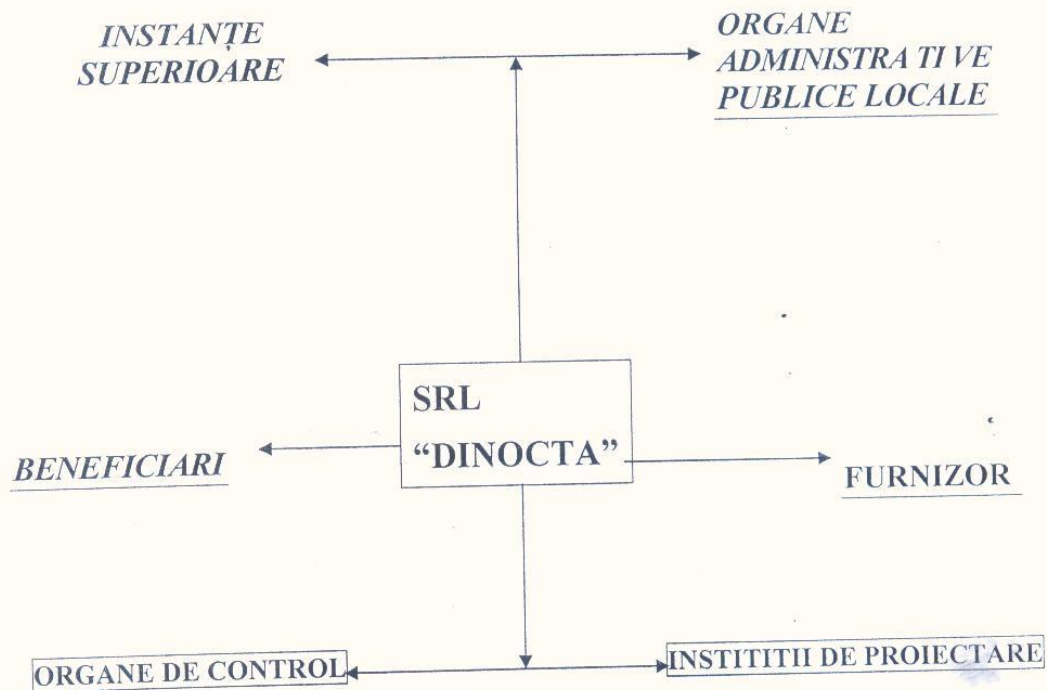 INSTANȚE
SUPERIOARE
ORGANE
ADMINISTRA TI VE
PUBLICE LOCALE
SRL
“DINOCTA”
BENEFICIARI
FURNIZOR
ORGANE DE CONTROL
INSTITITII DE PROIECTARE